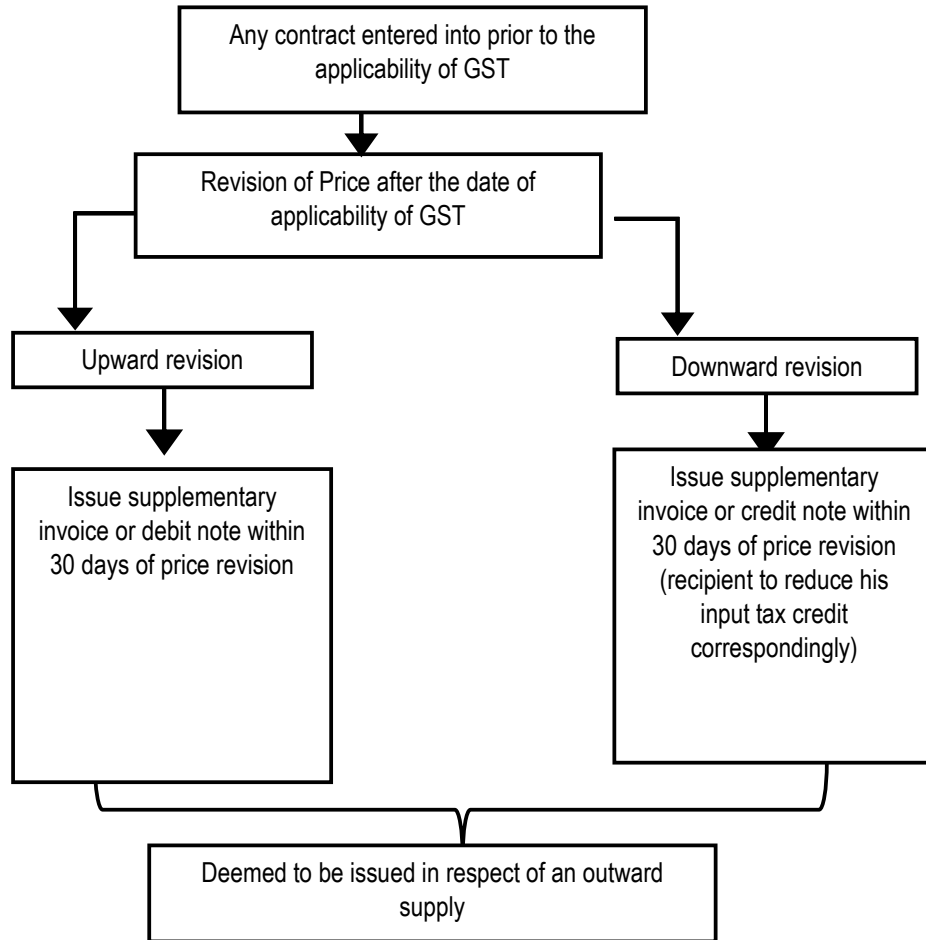 Any contract entered into prior to the
applicability of GST
Revision of Price after the date of
applicability of GST
Upward revision
Downward revision
Issue supplementary
invoice or debit note within
30 days of price revision
Issue supplementary
invoice or credit note within
30 days of price revision
(recipient to reduce his
input tax credit
correspondingly)
Deemed to be issued in respect of an outward
supply